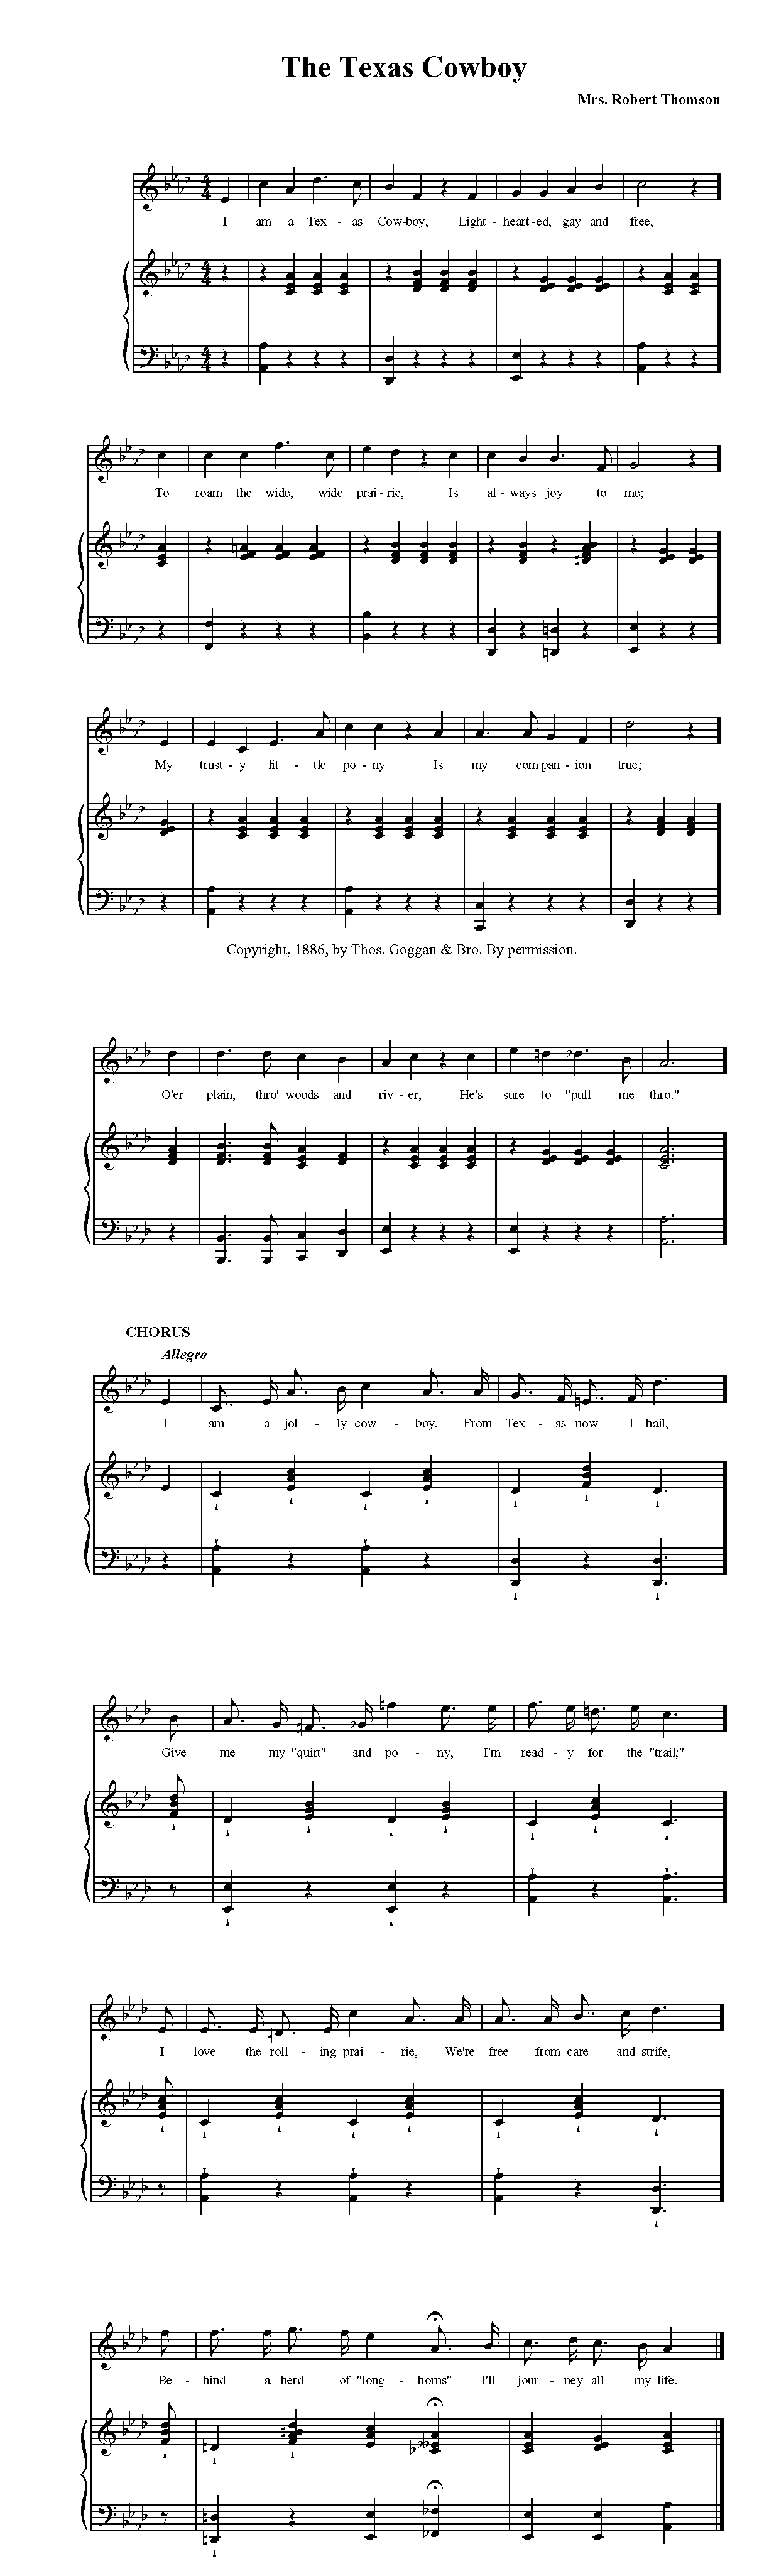 The Texas Cowboy
Mrs. Robert Thomson
I am a Tex - as Cow-boy, Light - heart-ed, gay and free,
To roam the wide, wide prai - rie, Is al - ways joy to me;
My trust - y lit - tle po - ny Is my com pan - ion true;
Copyright, 1886, by Thos. Goggan & Bro. By permission.
O'er plain, thro' woods and riv - er, He's sure to "pull me thro."
CHORUS
Allegro
I am a jol - ly cow - boy, From Tex - as now I hail,
Give me my "quirt" and po - ny, I'm read - y for the "trail;"
I love the roll - ing prai - rie, We're free from care and strife,
Be - hind a herd of "long - horns" I'll jour - ney all my life.